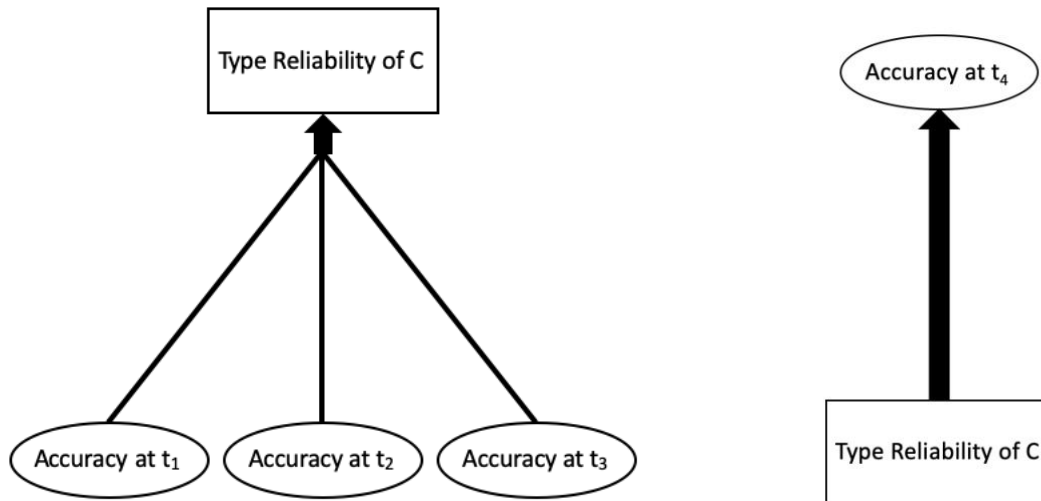 Type Reliability of C
Accuracy at t₄
Accuracy at t₁
Accuracy at t₂
Accuracy at t₃
Type Reliability of C